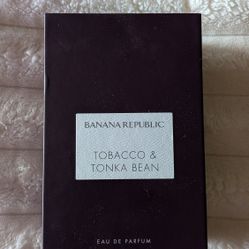 BANANA REPUBLIC
TOBACCO &
TONKA BEAN
EAU DE PARFUM